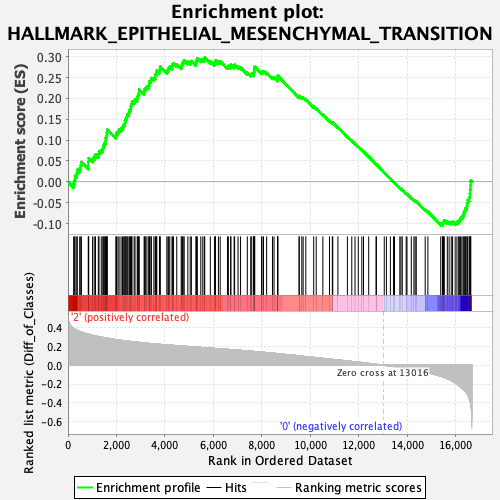 Enrichment plot:
HALLMARK_EPITHELIAL_MESENCHYMAL_TRANSITION
Enrichment score (ES)
0.30
0.25
0.20
0.15
0.10
0.05
0.00
-0.05
-0.10
Ranked list metric (Diff_of_Classes)
'2' (positively correlated)
0.4
0.2
0.0
-0.2
-0.4
-0.6
Zero cross at 13016
'0' (negatively correlated)
0
2,000
4,000
6,000
8,000
10,000
12,000
14,000
16,000
Rank in Ordered Dataset
Enrichment profile
Hits
Ranking metric scores